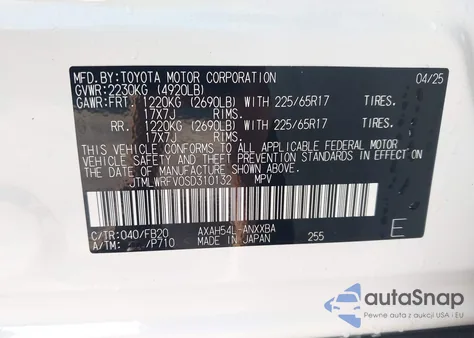 MFD.BY:TOYOTA MOTOR CORPORATION 04/25
GVWR:2230KG (4920LB)
GAWR:FRT. 1220KG (2690LB) WITH 225/65R17 TIRES.
17X7J RIMS.
RR. 1220KG (2690LB) WITH 225/65R17 TIRES.
17X7J RIMS.
THIS VEHICLE CONFORMS TO ALL APPLICABLE FEDERAL MOTOR
VEHICLE SAFETY AND THEFT PREVENTION STANDARDS IN EFFECT ON
THE DATE OF MANUFACTURE SHOWN ABOVE.
JTMLWRFV0SD310132 MPV
C/TR:040/FB20 AXAH54L-ANXXBA
A/TM: /P710 MADE IN JAPAN 255 E
autoSnap
Pewne auta z aukcji USA i EU